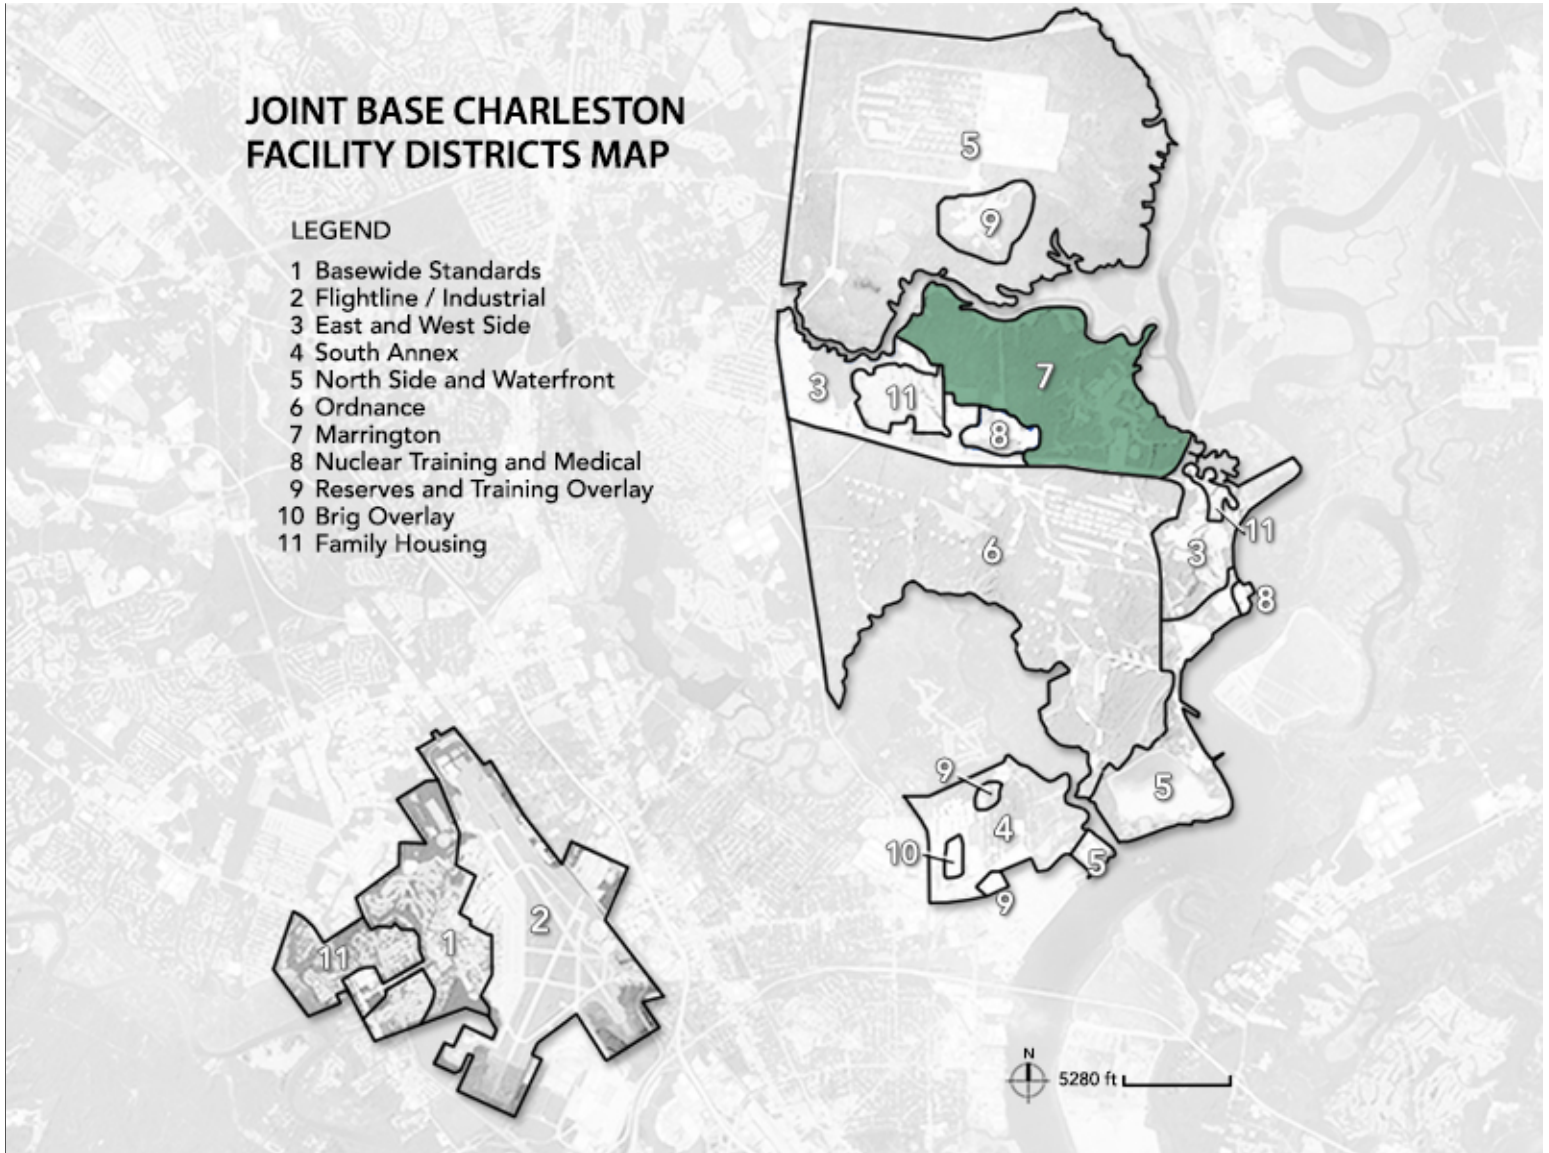 JOINT BASE CHARLESTON
FACILITY DISTRICTS MAP
LEGEND
1 Basewide Standards
2 Flightline / Industrial
3 East and West Side
4 South Annex
5 North Side and Waterfront
6 Ordnance
7 Marrington
8 Nuclear Training and Medical
9 Reserves and Training Overlay
10 Brig Overlay
11 Family Housing
5
9
7
3
11
8
11
6
3
8
9
5
4
10
5
9
2
1
11
N
5280 ft